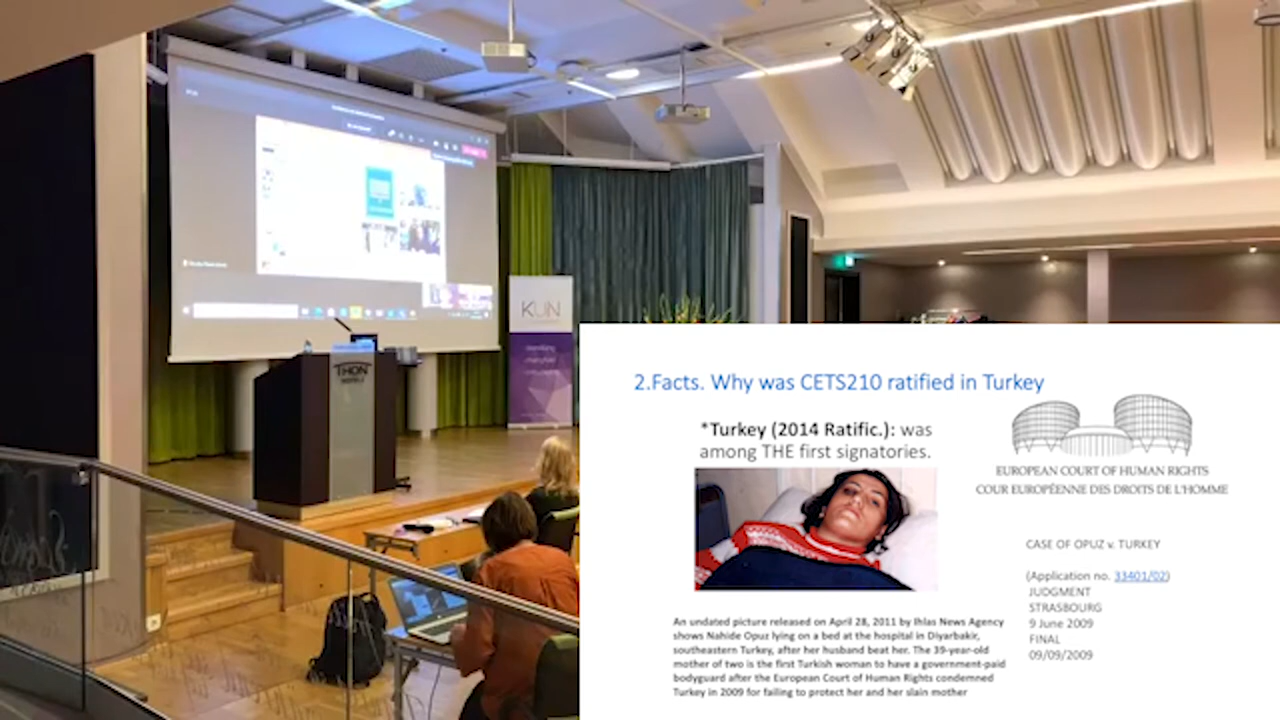 KUN
THON
HOTELS
2.Facts. Why was CETS210 ratified in Turkey
*Turkey (2014 Ratific.): was
among THE first signatories.
EUROPEAN COURT OF HUMAN RIGHTS
COUR EUROPÉENNE DES DROITS DE L'HOMME
CASE OF OPUZ v. TURKEY
(Application no. 33401/02)
JUDGMENT
STRASBOURG
9 June 2009
FINAL
09/09/2009
An undated picture released on April 28, 2011 by Ihlas News Agency
shows Nahide Opuz lying on a bed at the hospital in Diyarbakir,
southeastern Turkey, after her husband beat her. The 39-year-old
mother of two is the first Turkish woman to have a government-paid
bodyguard after the European Court of Human Rights condemned
Turkey in 2009 for failing to protect her and her slain mother